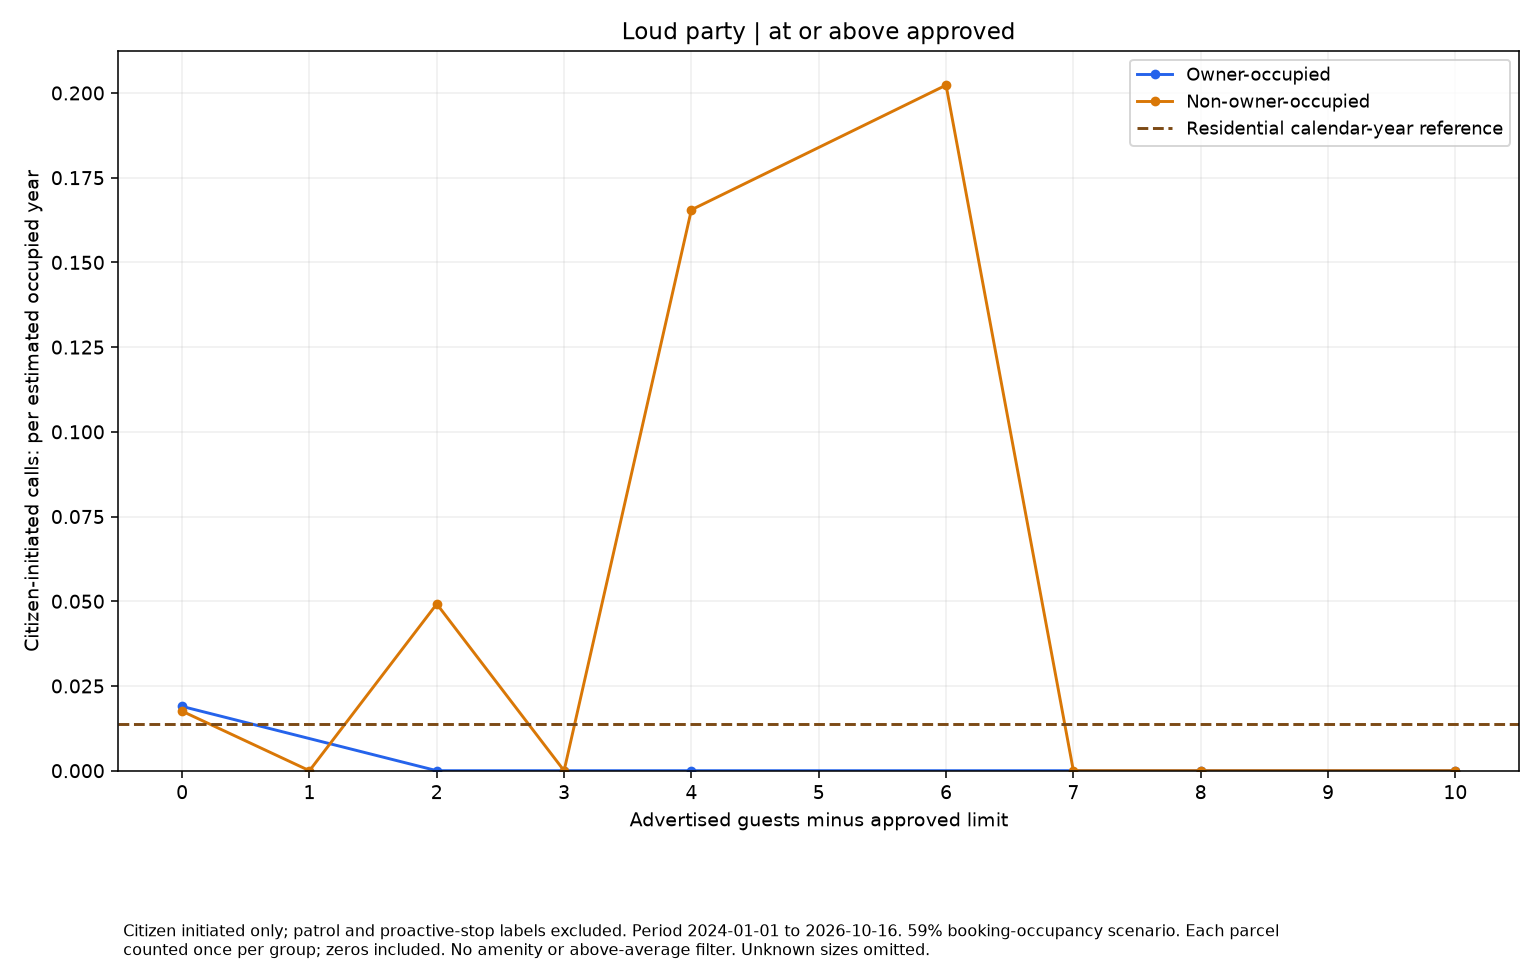 Loud party | at or above approved
Owner-occupied
Non-owner-occupied
Residential calendar-year reference
Citizen-initiated calls: per estimated occupied year
0.200
0.175
0.150
0.125
0.100
0.075
0.050
0.025
0.000
0 1 2 3 4 5 6 7 8 9 10
Advertised guests minus approved limit
Citizen initiated only; patrol and proactive-stop labels excluded. Period 2024-01-01 to 2026-10-16. 59% booking-occupancy scenario. Each parcel
counted once per group; zeros included. No amenity or above-average filter. Unknown sizes omitted.